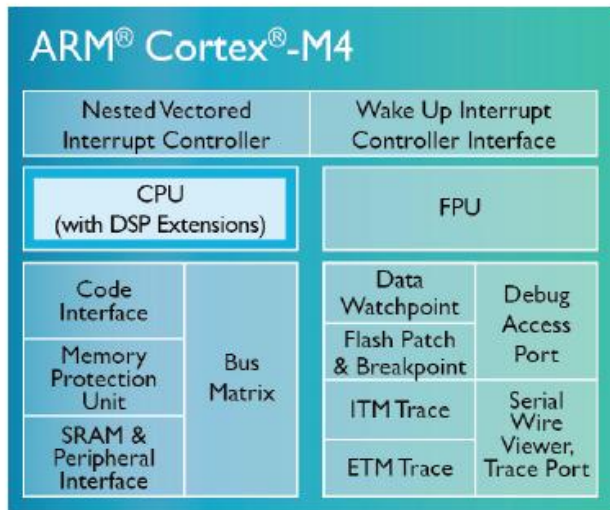 ARM® Cortex®-M4
Nested Vectored
Interrupt Controller
Wake Up Interrupt
Controller Interface
CPU
(with DSP Extensions)
FPU
Code
Interface
Memory
Protection
Unit
SRAM &
Peripheral
Interface
Bus
Matrix
Data
Watchpoint
Flash Patch
& Breakpoint
ITM Trace
ETM Trace
Debug
Access
Port
Serial
Wire
Viewer,
Trace Port